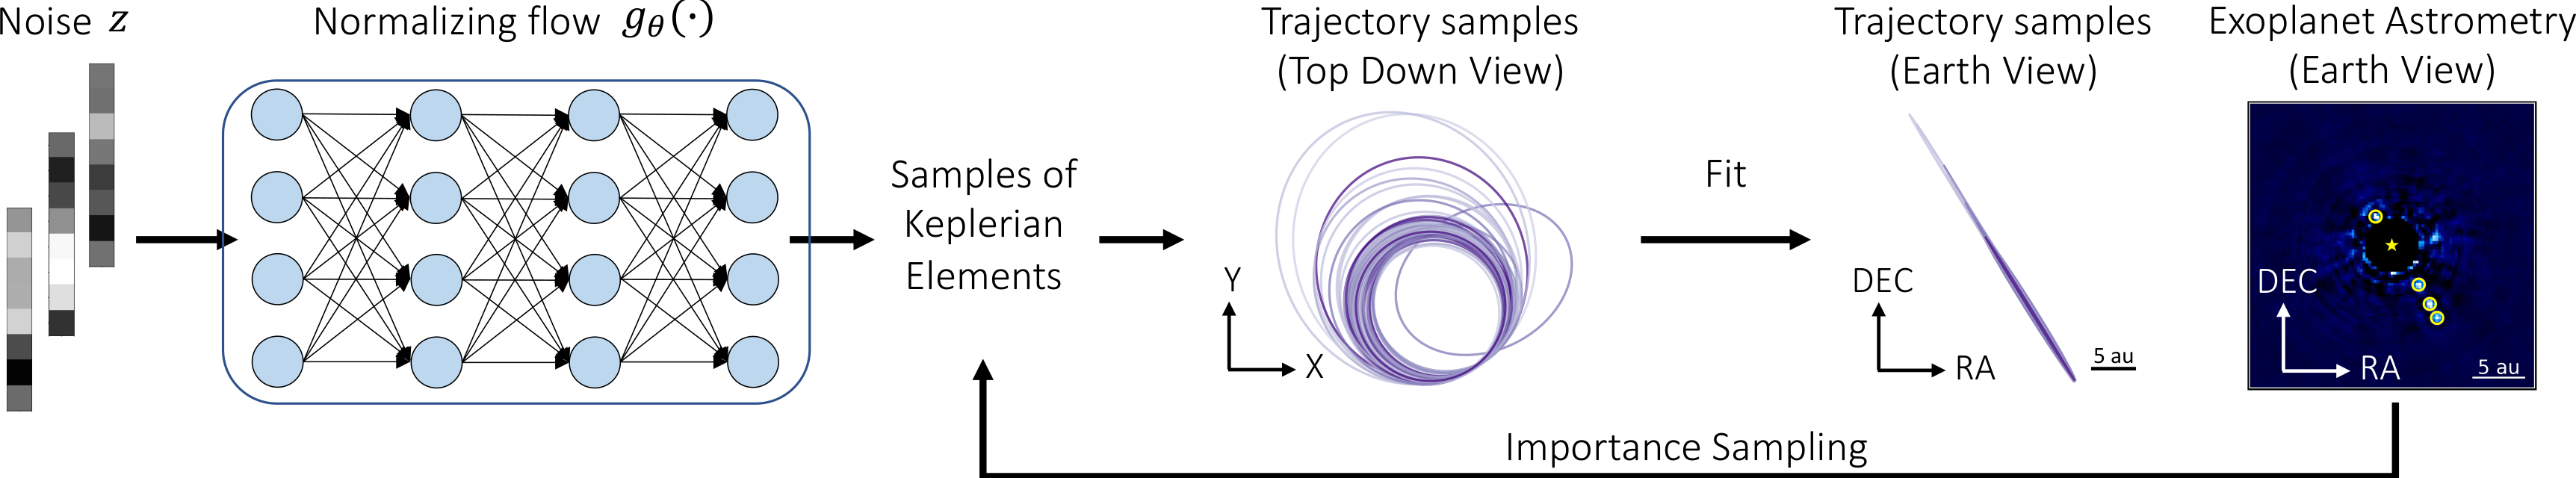 Noise z
Normalizing flow gθ(·)
Samples of
Keplerian
Elements
Trajectory samples
(Top Down View)
Y
X
Fit
Trajectory samples
(Earth View)
DEC
RA
5 au
Exoplanet Astrometry
(Earth View)
DEC
RA
5 au
Importance Sampling